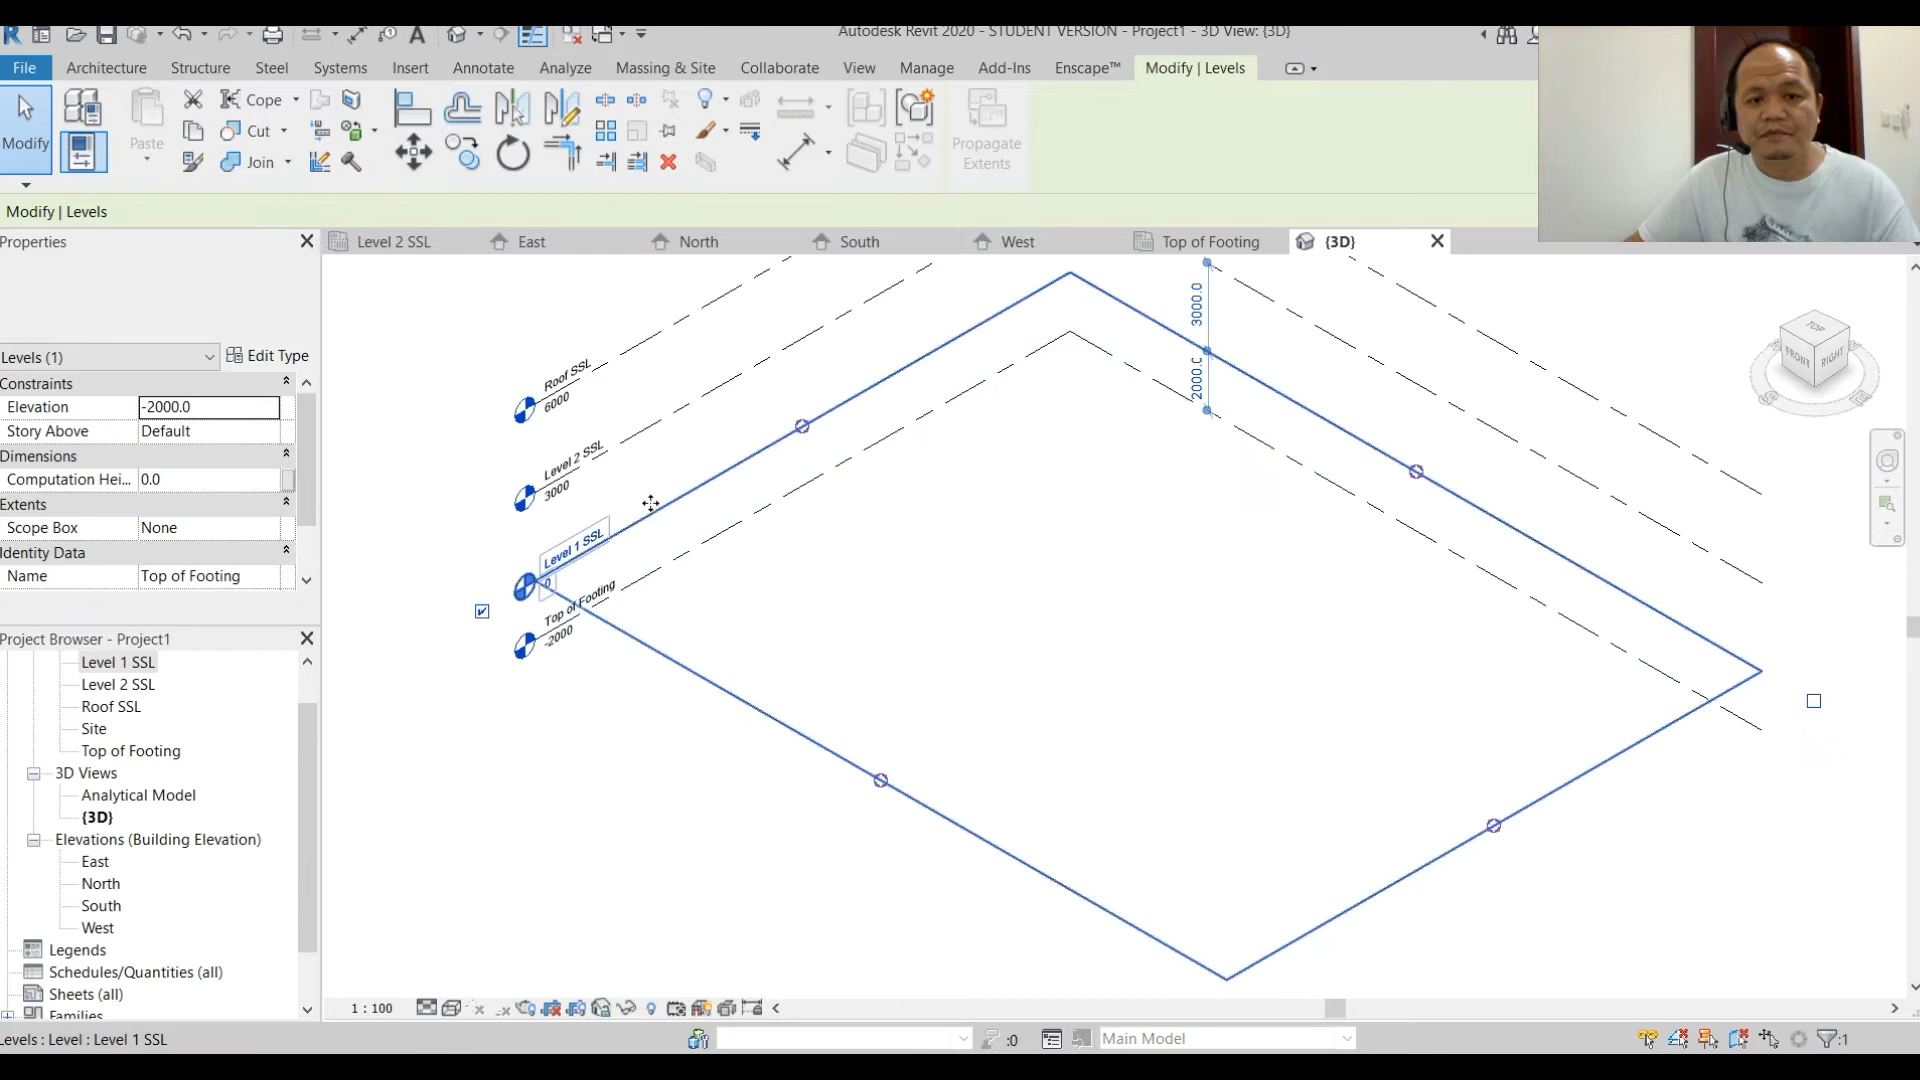 Autodesk Revit 2020 - STUDENT VERSION - Project1 - 3D View: {3D}
File Architecture Structure Steel Systems Insert Annotate Analyze Massing & Site Collaborate View Manage Add-Ins Enscape™ Modify | Levels
Modify
Paste
Cope
Cut
Join
Propagate
Extents
Modify | Levels
Properties
Level 2 SSL East North South West Top of Footing {3D}
Levels (1)
Edit Type
Constraints
Elevation -2000.0
Story Above Default
Dimensions
Computation Hei... 0.0
Extents
Scope Box None
Identity Data
Name Top of Footing
Project Browser - Project1
Level 1 SSL
Level 2 SSL
Roof SSL
Site
Top of Footing
3D Views
Analytical Model
{3D}
Elevations (Building Elevation)
East
North
South
West
Legends
Schedules/Quantities (all)
Sheets (all)
Families
Roof SSL
6000
Level 2 SSL
3000
Level 1 SSL
0
Top of Footing
-2000
3000.0
2000.0
TOP
FRONT
RIGHT
1 : 100
Levels : Level : Level 1 SSL
:0
Main Model
:1